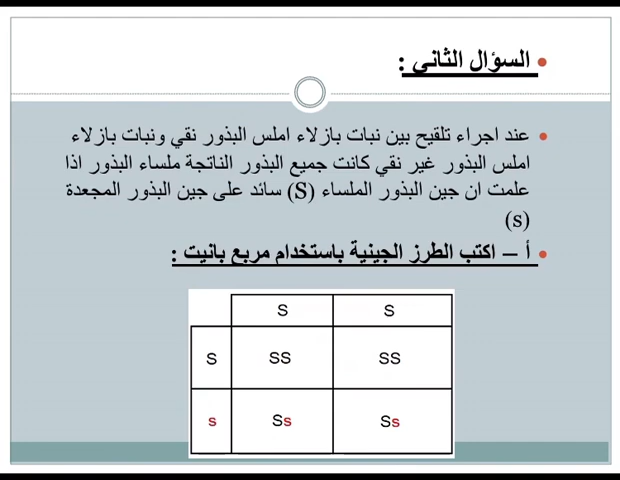 السؤال الثاني :
عند اجراء تلقيح بين نبات بازلاء املس البذور نقي ونبات بازلاء
املس البذور غير نقي كانت جميع البذور الناتجة ملساء البذور اذا
علمت ان جين البذور الملساء (S) سائد على جين البذور المجعدة
(s)
أ – اكتب الطرز الجينية باستخدام مربع بانيت :
S S
S SS SS
s Ss Ss